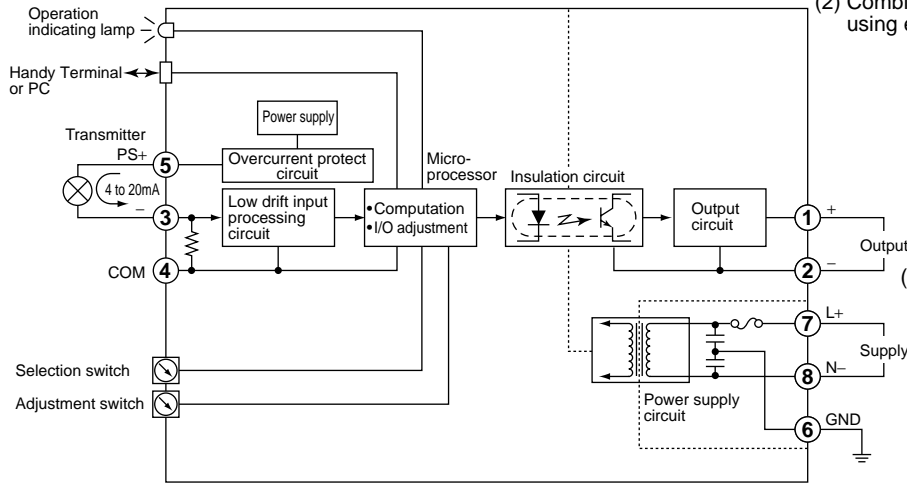 Operation
indicating lamp
(2) Combi
using e
Handy Terminal
or PC
Power supply
Transmitter
PS+
5
Overcurrent protect
circuit
Micro-
processor
Insulation circuit
4 to 20mA
−
3
Low drift input
processing
circuit
•Computation
•I/O adjustment
Output
circuit
1
+
Output
COM
4
2
−
(
7
L+
Supply
Selection switch
8
N−
Adjustment switch
Power supply
circuit
6
GND